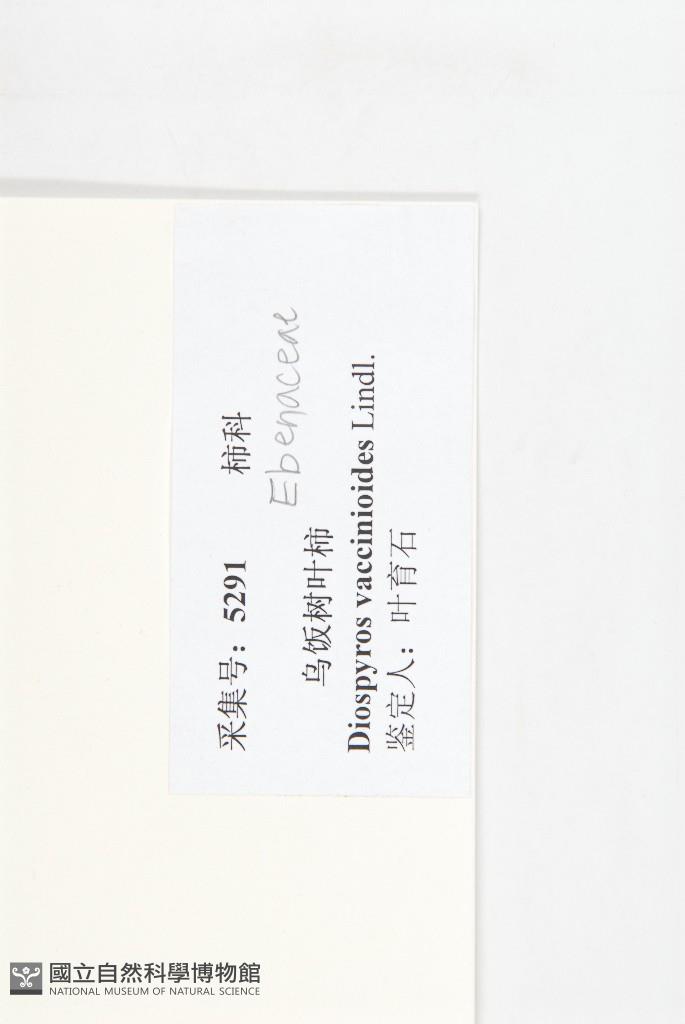 采集号：5291 柿科
Ebenaceae
乌饭树叶柿
Diospyros vaccinioides Lindl.
鉴定人：叶育石
國立自然科學博物館
NATIONAL MUSEUM OF NATURAL SCIENCE